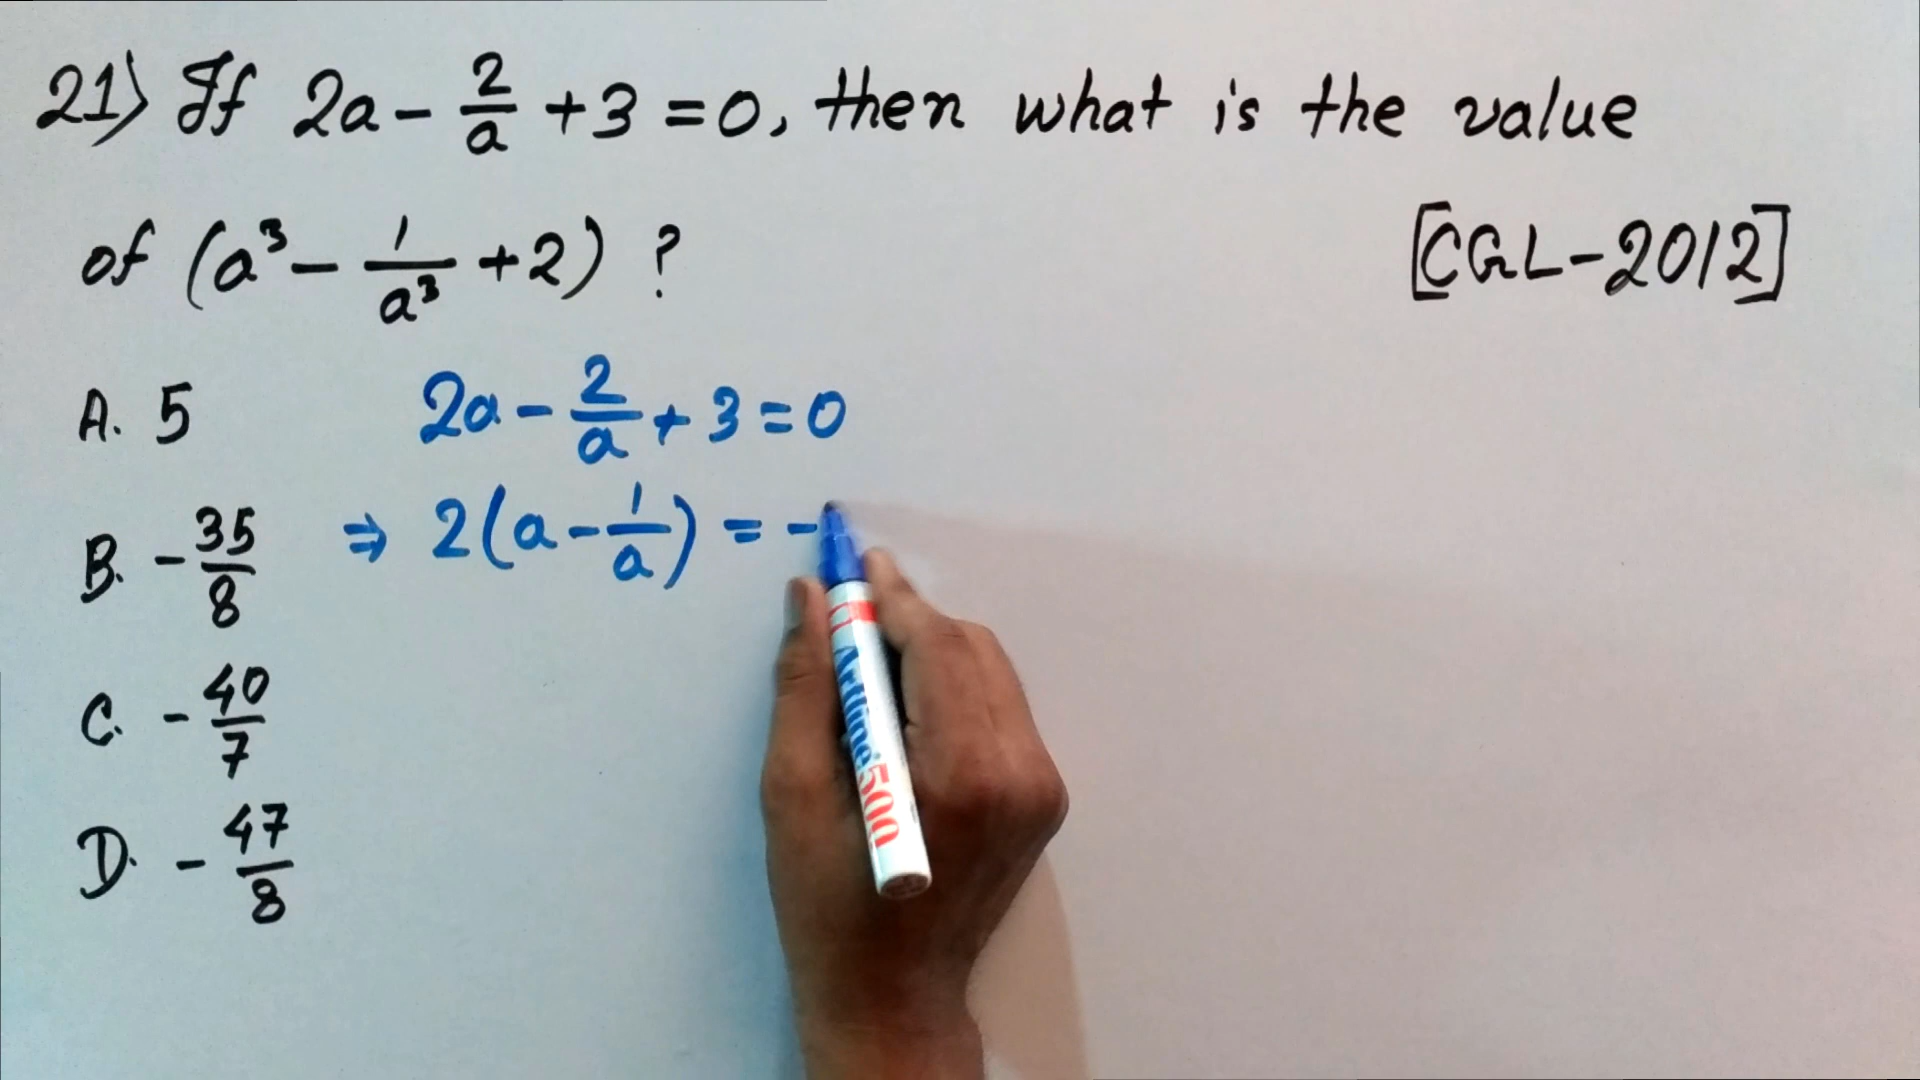 21) If 2a - 2/a + 3 = 0, then what is the value
of (a³ - 1/a³ + 2) ?
[CGL-2012]
A. 5
B. - 35/8
C. - 40/7
D. - 47/8
2a - 2/a + 3 = 0
⇒ 2(a - 1/a) = -
Artline 500